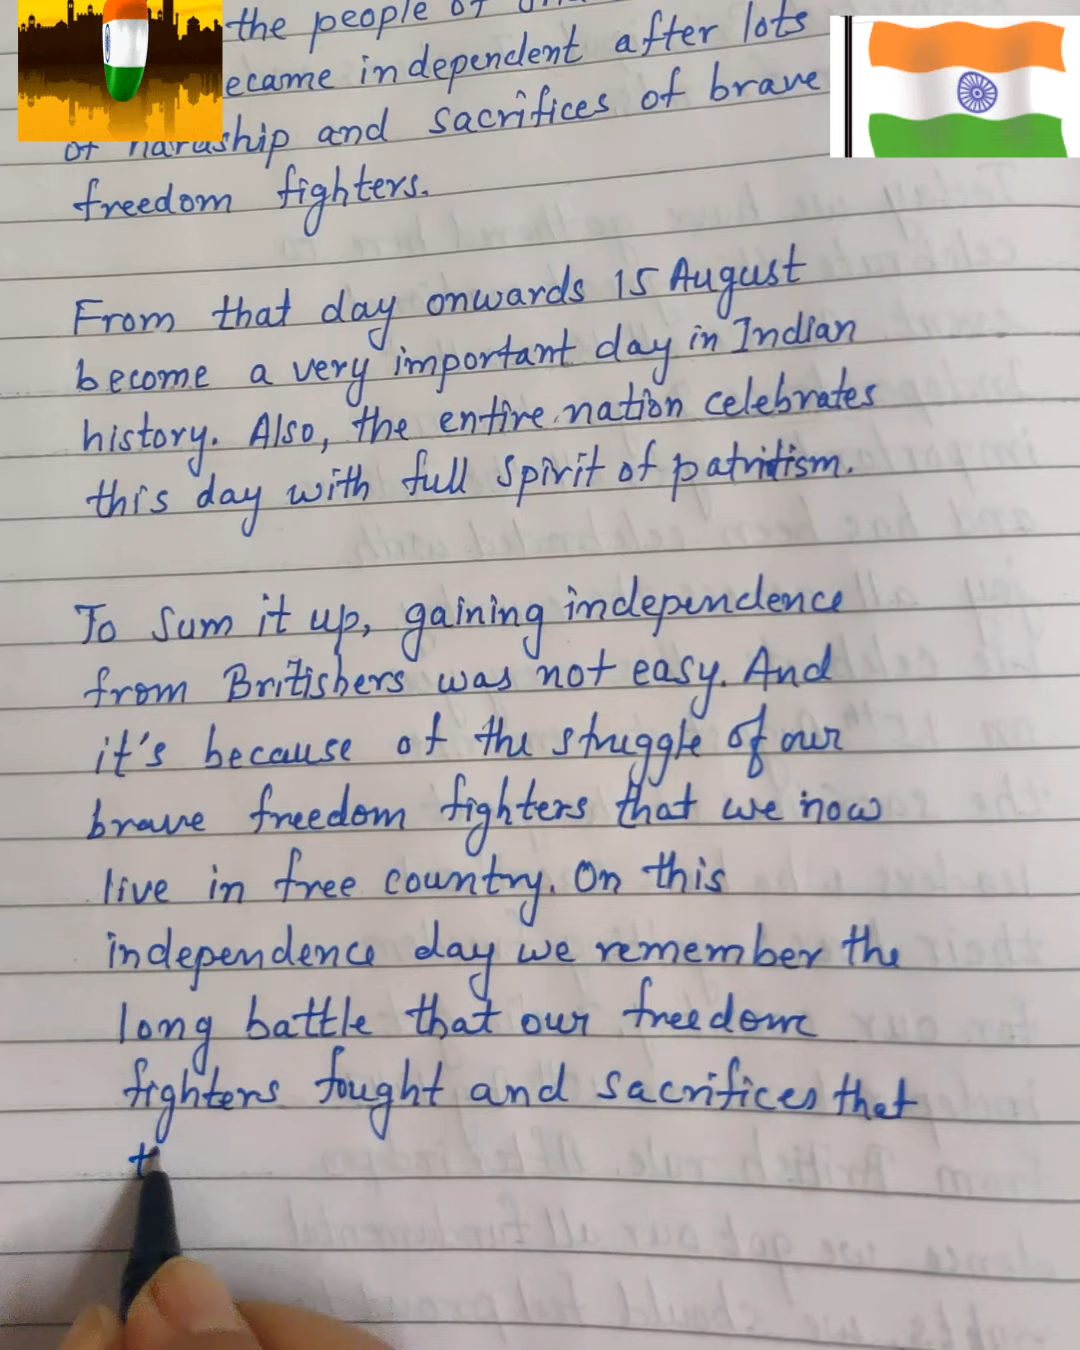 the people of
ecame independent after lots
of hardship and sacrifices of brave
freedom fighters.
From that day onwards 15 August
become a very important day in Indian
history. Also, the entire nation celebrates
this day with full spirit of patritism.
To Sum it up, gaining independence
from Britishers was not easy. And
it's because of the struggle of our
brave freedom fighters that we now
live in free country. On this
independence day we remember the
long battle that our freedom
fighters fought and sacrifices that
t